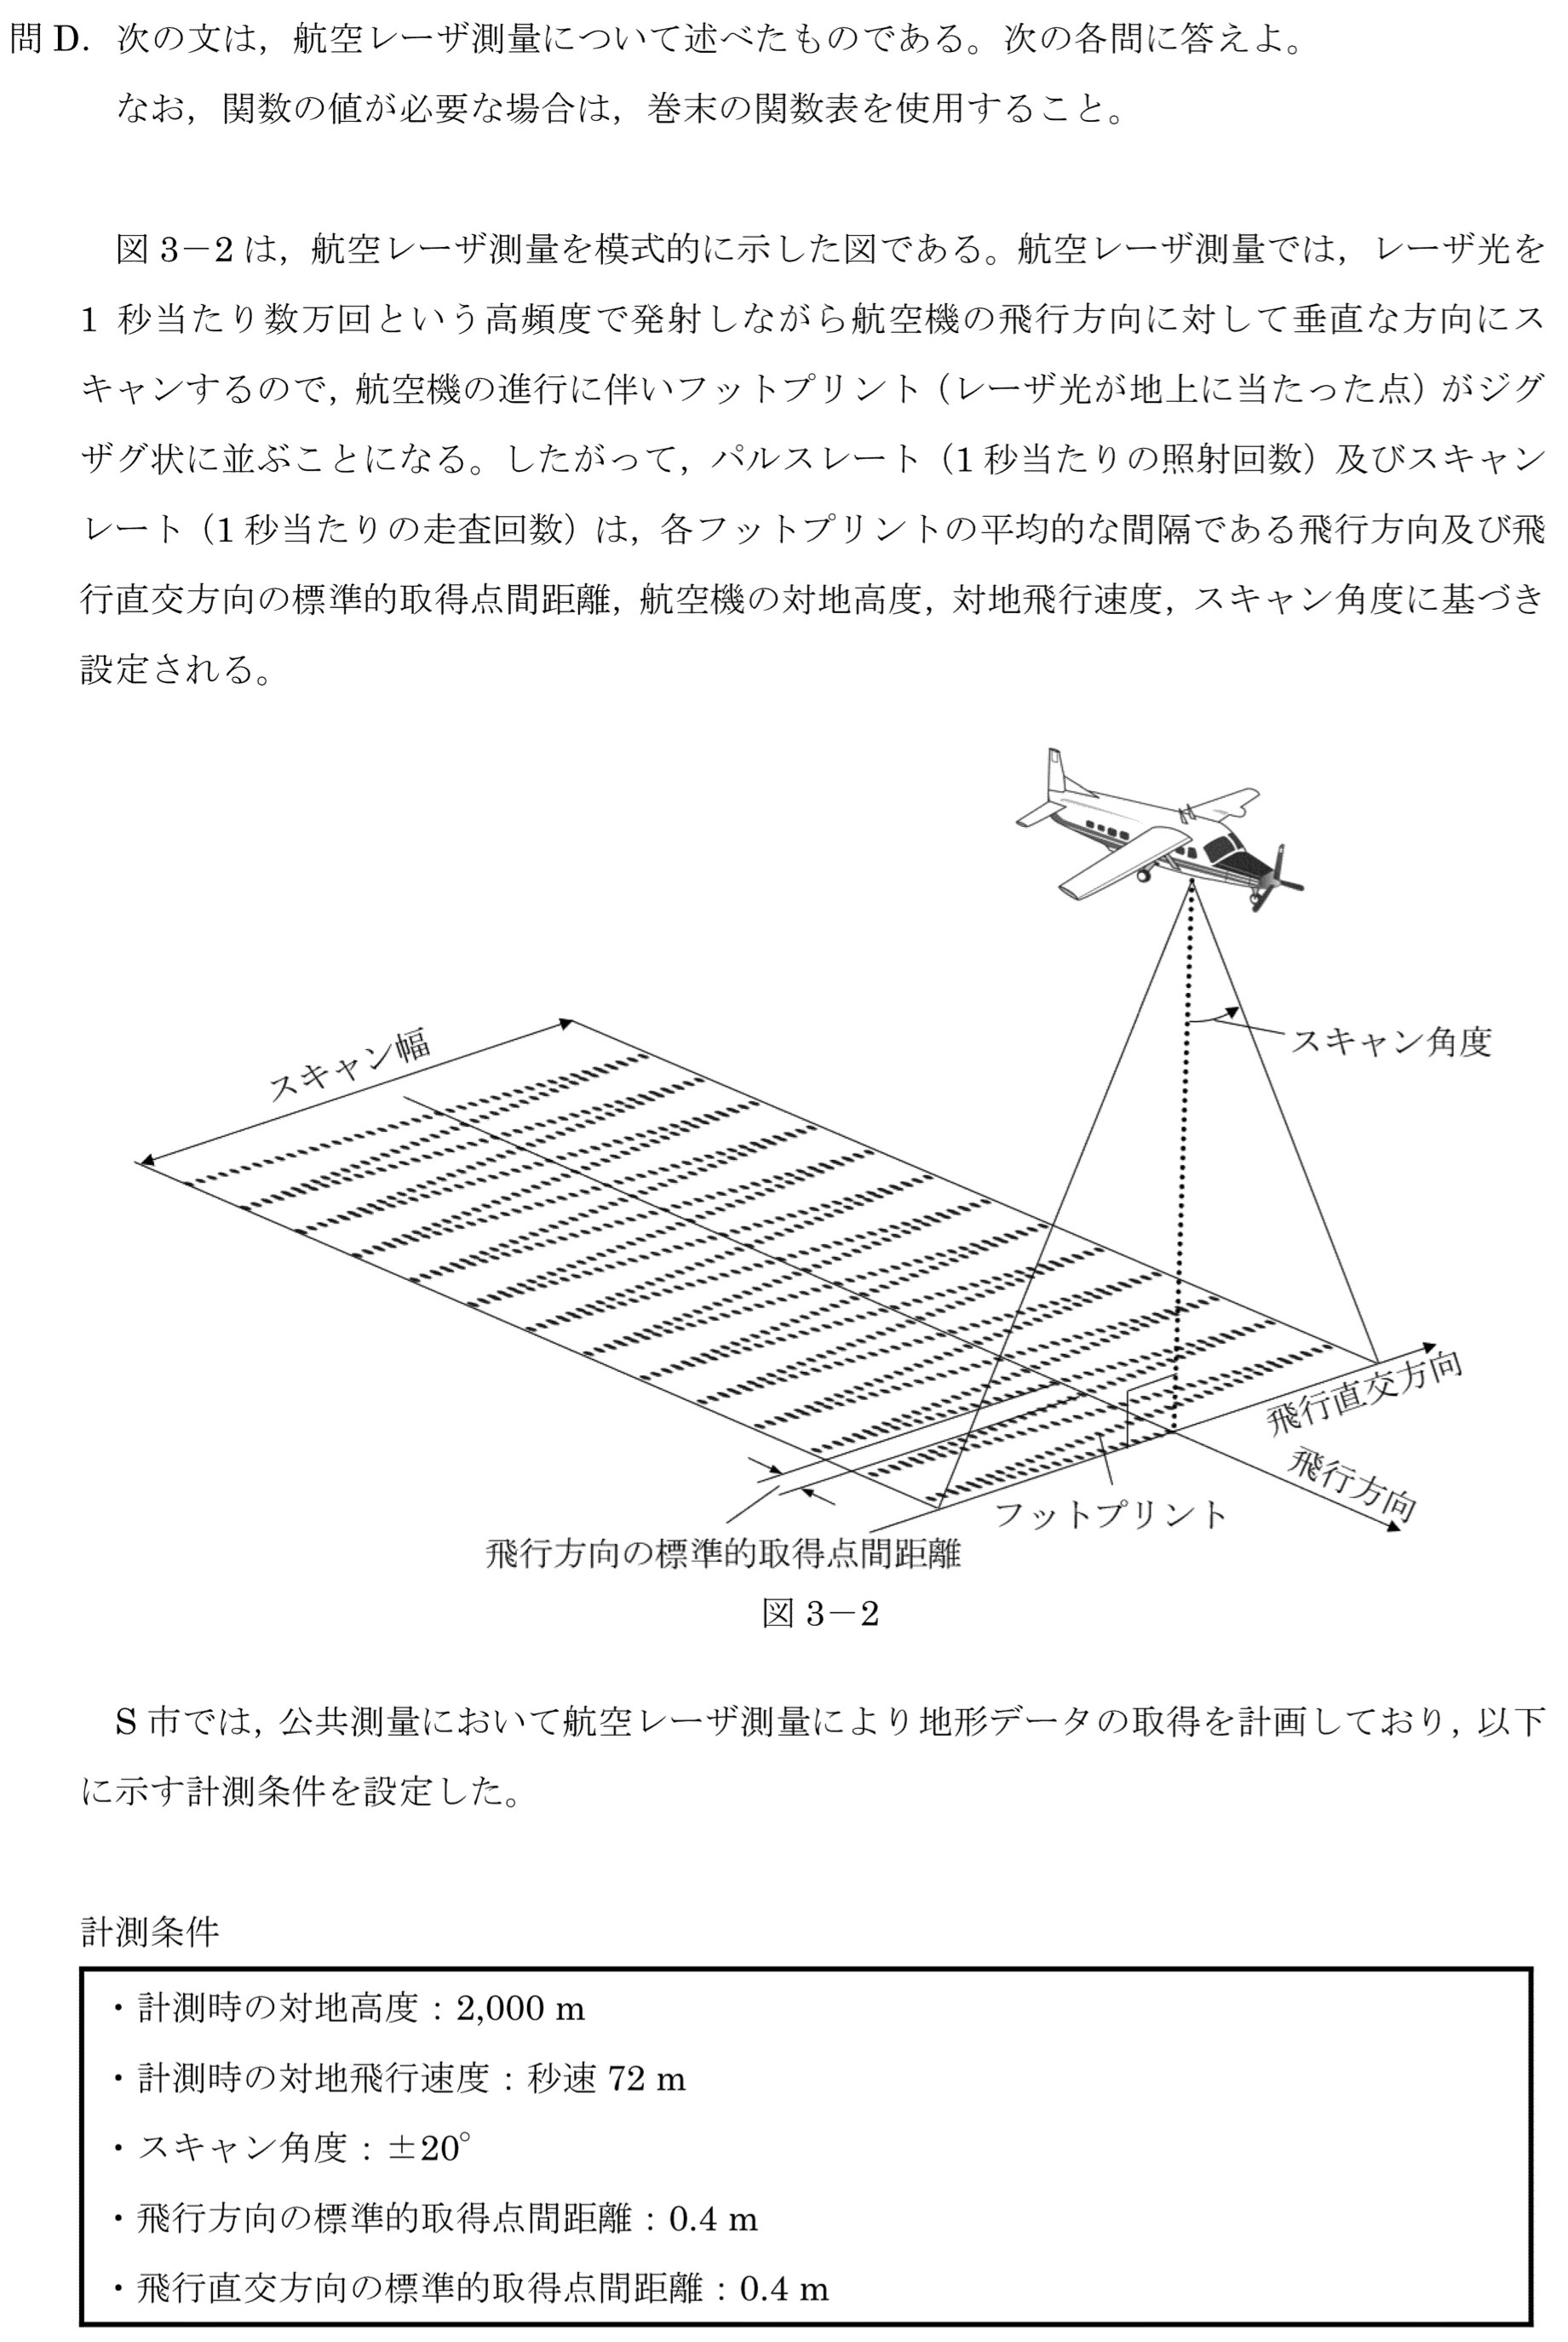 問 D．次の文は，航空レーザ測量について述べたものである。次の各問に答えよ。
なお，関数の値が必要な場合は，巻末の関数表を使用すること。
図 3－2 は，航空レーザ測量を模式的に示した図である。航空レーザ測量では，レーザ光を
1 秒当たり数万回という高頻度で発射しながら航空機の飛行方向に対して垂直な方向にス
キャンするので，航空機の進行に伴いフットプリント（レーザ光が地上に当たった点）がジグ
ザグ状に並ぶことになる。したがって，パルスレート（1 秒当たりの照射回数）及びスキャン
レート（1 秒当たりの走査回数）は，各フットプリントの平均的な間隔である飛行方向及び飛
行直交方向の標準的取得点間距離，航空機の対地高度，対地飛行速度，スキャン角度に基づき
設定される。
スキャン幅
スキャン角度
飛行直交方向
飛行方向
フットプリント
飛行方向の標準的取得点間距離
図 3－2
S 市では，公共測量において航空レーザ測量により地形データの取得を計画しており，以下
に示す計測条件を設定した。
計測条件
・計測時の対地高度：2,000 m
・計測時の対地飛行速度：秒速 72 m
・スキャン角度：±20°
・飛行方向の標準的取得点間距離：0.4 m
・飛行直交方向の標準的取得点間距離：0.4 m